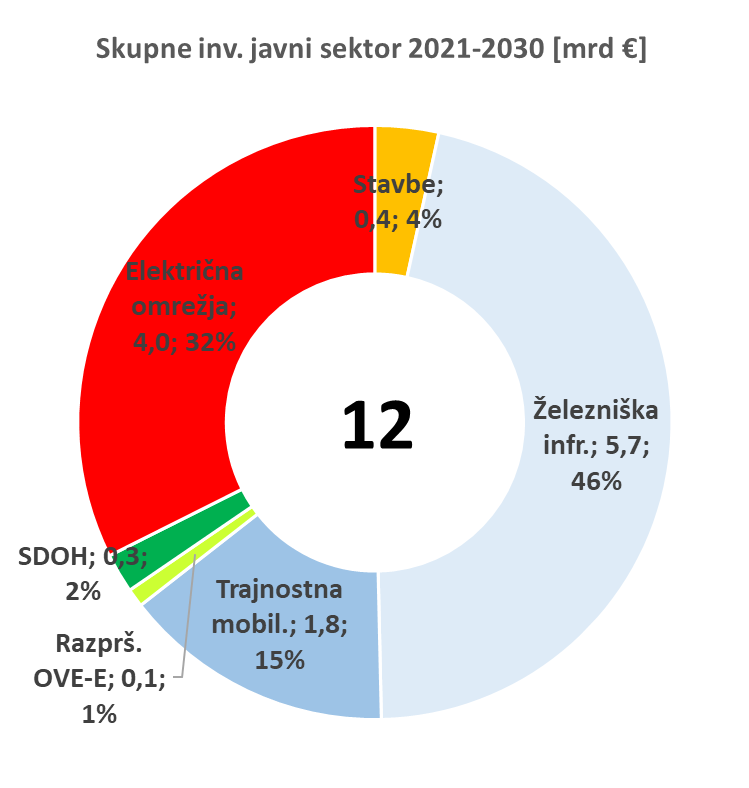 Skupne inv. javni sektor 2021-2030 [mrd €]
Stavbe;
0,4; 4%
Električna
omrežja;
4,0; 32%
12
Železniška
infr.; 5,7;
46%
SDOH; 0,3;
2%
Trajnostna
mobil.; 1,8;
15%
Razprš.
OVE-E; 0,1;
1%